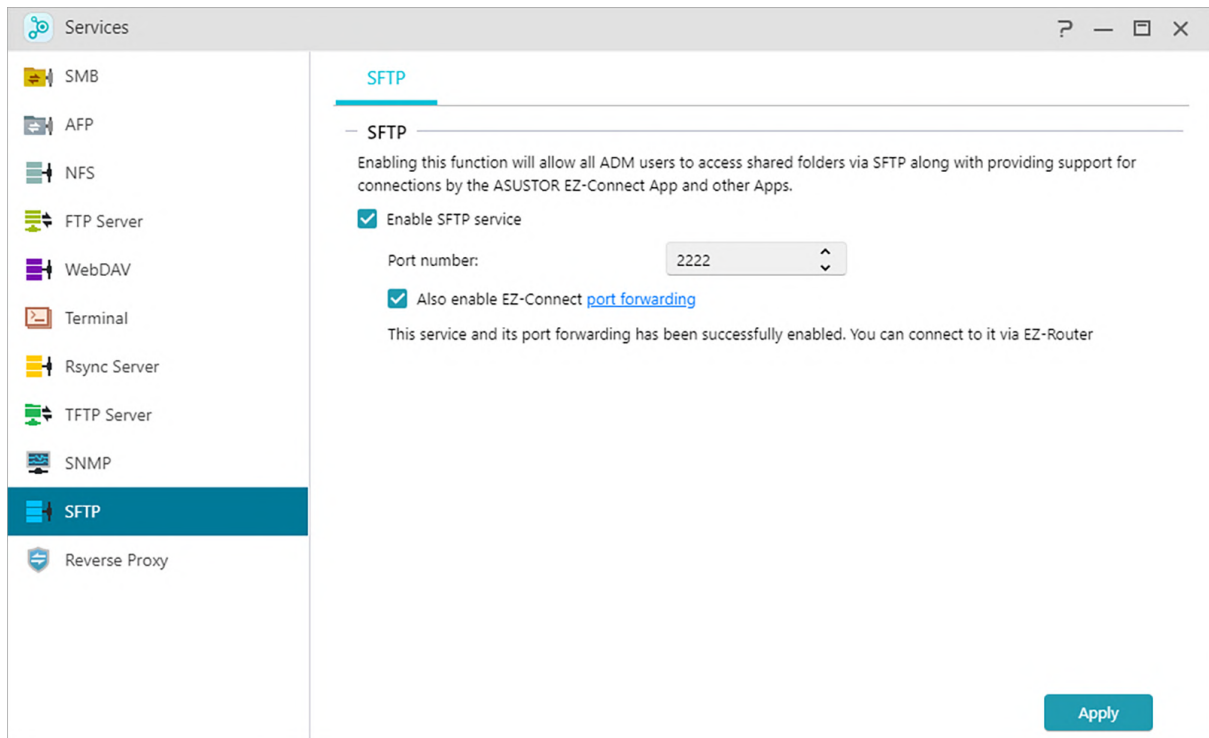 Services
SMB
AFP
NFS
FTP Server
WebDAV
Terminal
Rsync Server
TFTP Server
SNMP
SFTP
Reverse Proxy
SFTP
SFTP
Enabling this function will allow all ADM users to access shared folders via SFTP along with providing support for
connections by the ASUSTOR EZ-Connect App and other Apps.
Enable SFTP service
Port number: 2222
Also enable EZ-Connect port forwarding
This service and its port forwarding has been successfully enabled. You can connect to it via EZ-Router
Apply